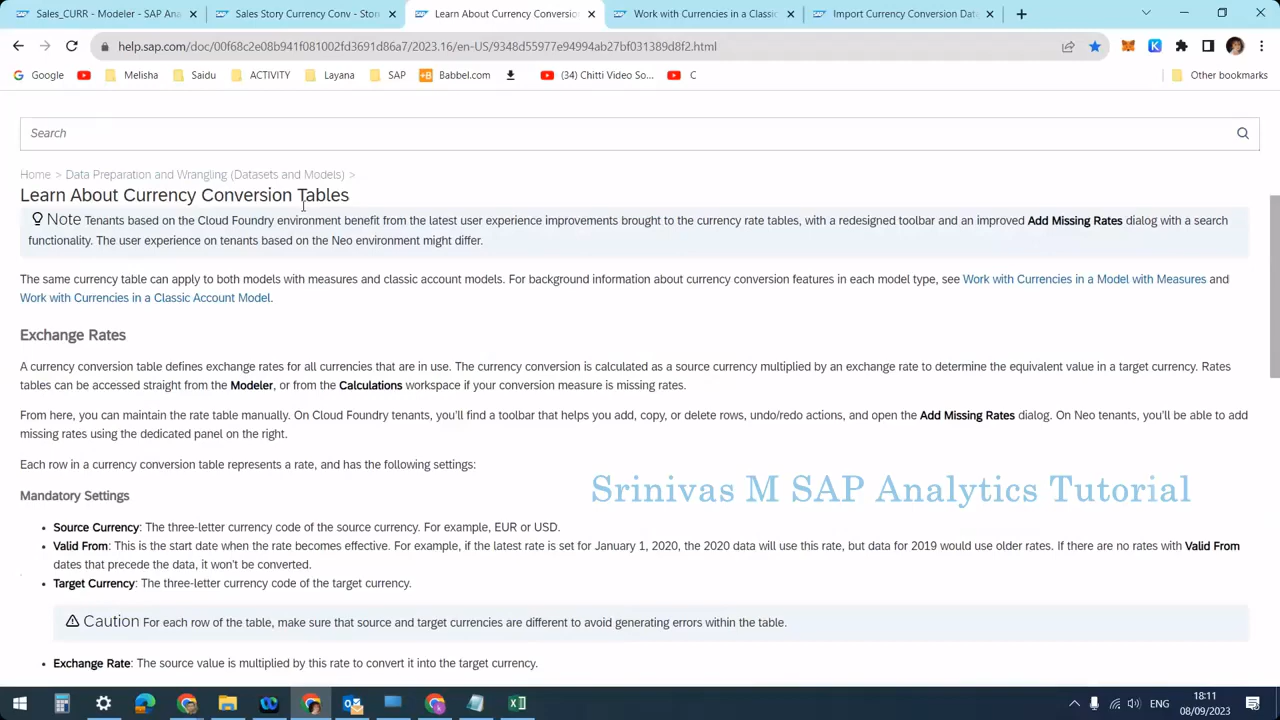 Sales_CURR - Modeler - SAP Ana
Sales Story Currency Conv - Stor
Learn About Currency Conversio
Work with Currencies in a Classic
Import Currency Conversion Data
help.sap.com/doc/00f68c2e08b941f081002fd3691d86a7/2023.16/en-US/93dbd55977e94994ab27bf031389d8f2.html
Google
Melisha
Saidu
ACTIVITY
Layana
SAP
Babbel.com
(34) Chitti Video So...
C
Other bookmarks
Search
Home > Data Preparation and Wrangling (Datasets and Models) >
Learn About Currency Conversion Tables
Note Tenants based on the Cloud Foundry environment benefit from the latest user experience improvements brought to the currency rate tables, with a redesigned toolbar and an improved Add Missing Rates dialog with a search
functionality. The user experience on tenants based on the Neo environment might differ.
The same currency table can apply to both models with measures and classic account models. For background information about currency conversion features in each model type, see Work with Currencies in a Model with Measures and
Work with Currencies in a Classic Account Model.
Exchange Rates
A currency conversion table defines exchange rates for all currencies that are in use. The currency conversion is calculated as a source currency multiplied by an exchange rate to determine the equivalent value in a target currency. Rates
tables can be accessed straight from the Modeler, or from the Calculations workspace if your conversion measure is missing rates.
From here, you can maintain the rate table manually. On Cloud Foundry tenants, you'll find a toolbar that helps you add, copy, or delete rows, undo/redo actions, and open the Add Missing Rates dialog. On Neo tenants, you'll be able to add
missing rates using the dedicated panel on the right.
Each row in a currency conversion table represents a rate, and has the following settings:
Srinivas M SAP Analytics Tutorial
Mandatory Settings
Source Currency: The three-letter currency code of the source currency. For example, EUR or USD.
Valid From: This is the start date when the rate becomes effective. For example, if the latest rate is set for January 1, 2020, the 2020 data will use this rate, but data for 2019 would use older rates. If there are no rates with Valid From
dates that precede the data, it won't be converted.
Target Currency: The three-letter currency code of the target currency.
Caution For each row of the table, make sure that source and target currencies are different to avoid generating errors within the table.
Exchange Rate: The source value is multiplied by this rate to convert it into the target currency.
ENG
18:11
08/09/2023